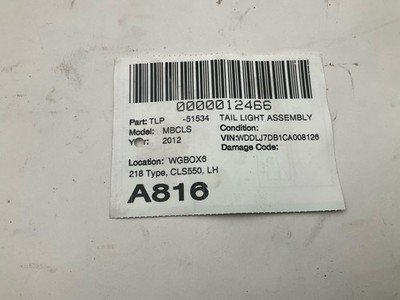 0000012466
Part: TLP -51534 TAIL LIGHT ASSEMBLY
Model: MBCLS Condition:
Year: 2012 VIN:WDDLJ7DB1CA008126
Damage Code:
Location: WGBOX6
218 Type, CLS550, LH
A816